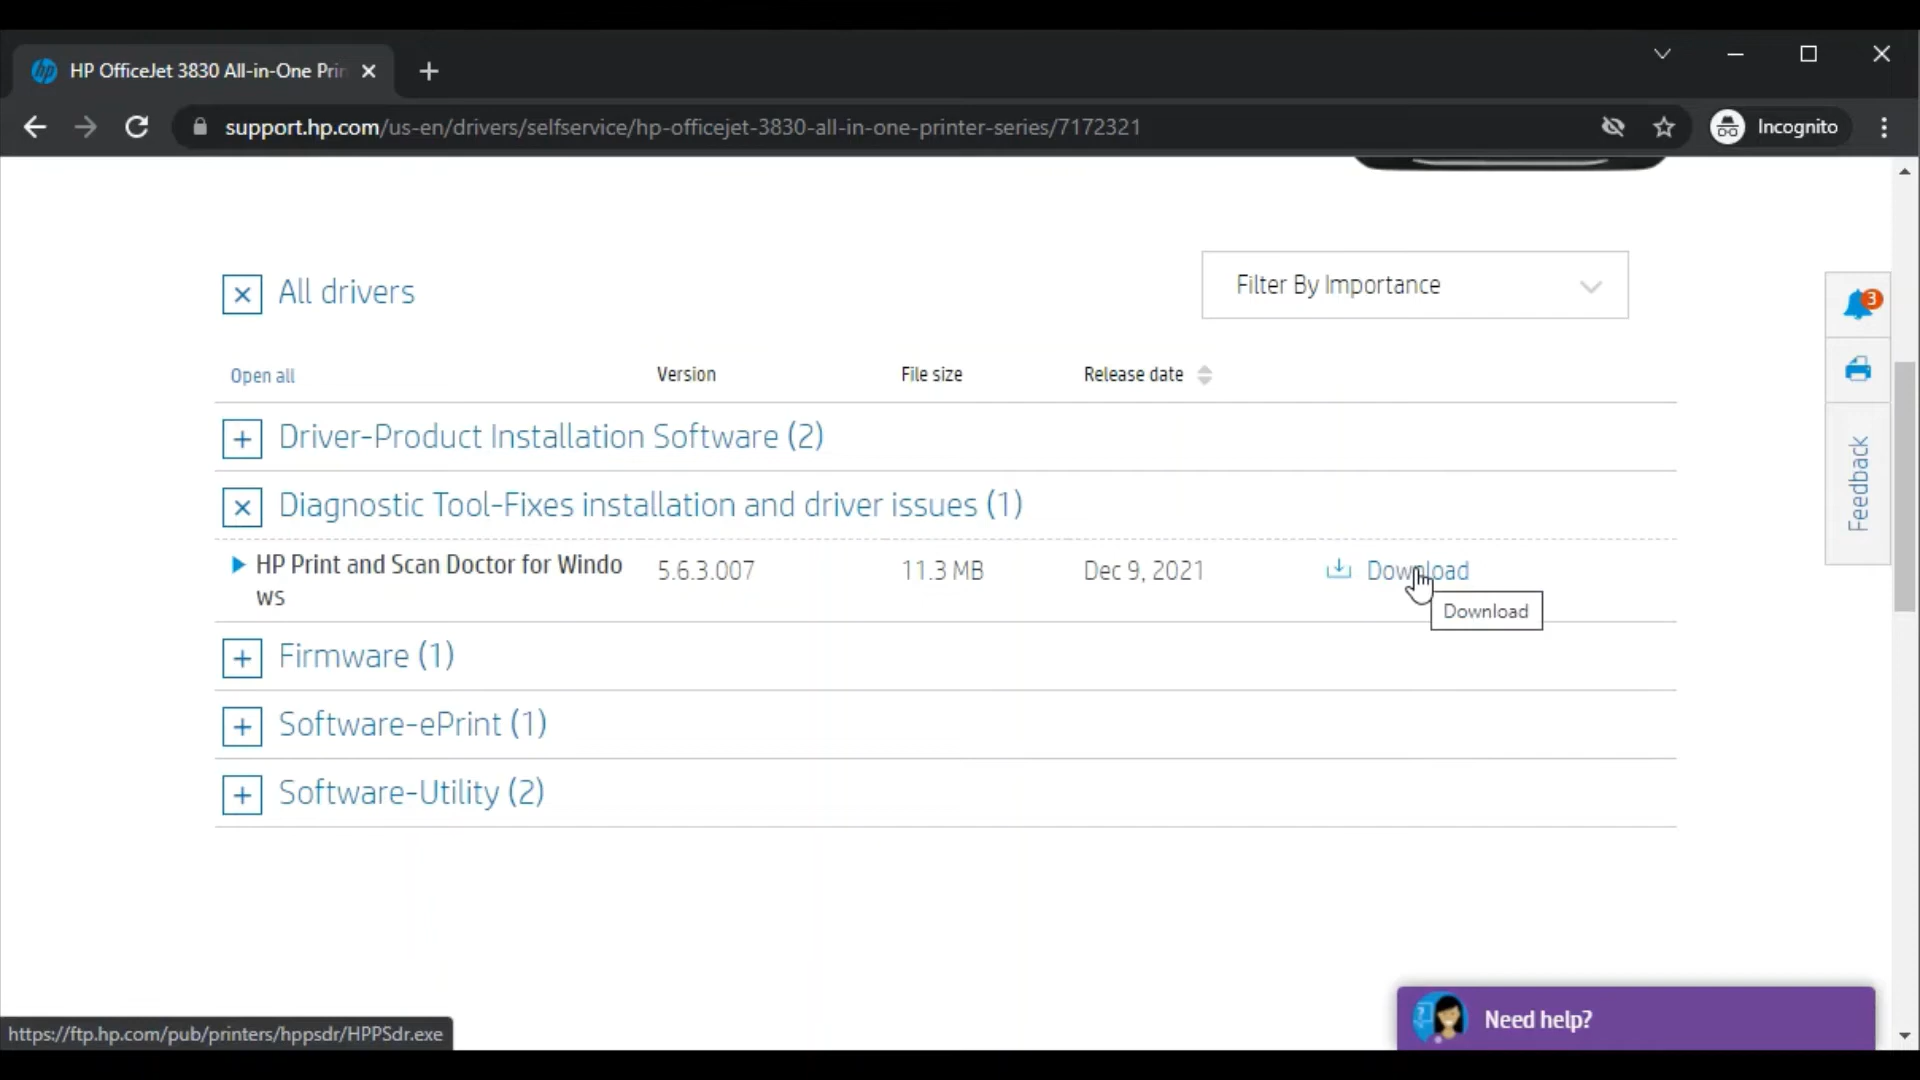 HP OfficeJet 3830 All-in-One Prin
support.hp.com/us-en/drivers/selfservice/hp-officejet-3830-all-in-one-printer-series/7172321
Incognito
All drivers
Filter By Importance
3
Open all Version File size Release date
Driver-Product Installation Software (2)
Feedback
Diagnostic Tool-Fixes installation and driver issues (1)
HP Print and Scan Doctor for Windo
ws
5.6.3.007 11.3 MB Dec 9, 2021 Download
Download
Firmware (1)
Software-ePrint (1)
Software-Utility (2)
Need help?
https://ftp.hp.com/pub/printers/hppsdr/HPPSdr.exe